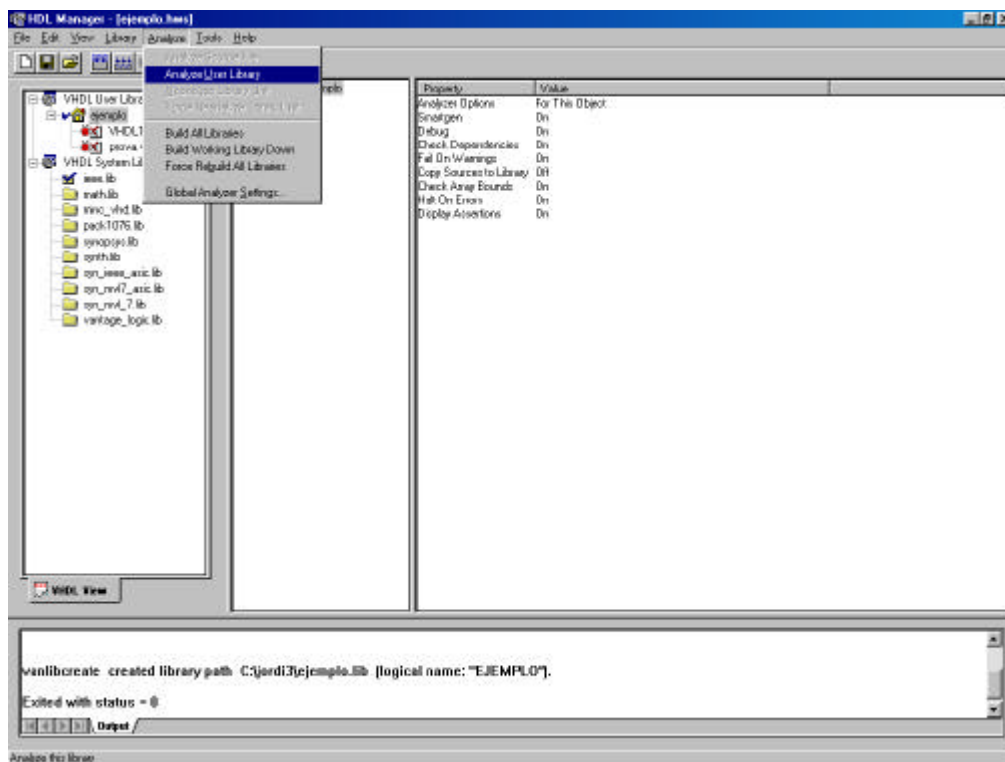 HDL Manager - [ejemplo.hws]
File Edit View Library Analyze Tools Help
Analyze User Library
Build All Libraries
Build Working Library Down
Force Rebuild All Libraries
Global Analyzer Settings...
VHDL User Libra
ejemplo
VHDL1
prova.
VHDL System Li
ieee.lib
math.lib
mnc_vhd.lib
pack1076.lib
synopsys.lib
synth.lib
syn_ieee_asic.lib
syn_mvl7_asic.lib
syn_mvl_7.lib
vantage_logic.lib
VHDL View
mplo
Property Value
Analyzer Options For This Object
Smartgen On
Debug On
Check Dependencies On
Fail On Warnings On
Copy Sources to Library Off
Check Array Bounds On
Halt On Errors On
Display Assertions On
vanlibcreate created library path C:\jordi3\ejemplo.lib (logical name: "EJEMPLO").
Exited with status = 0
Output
Analyze this library